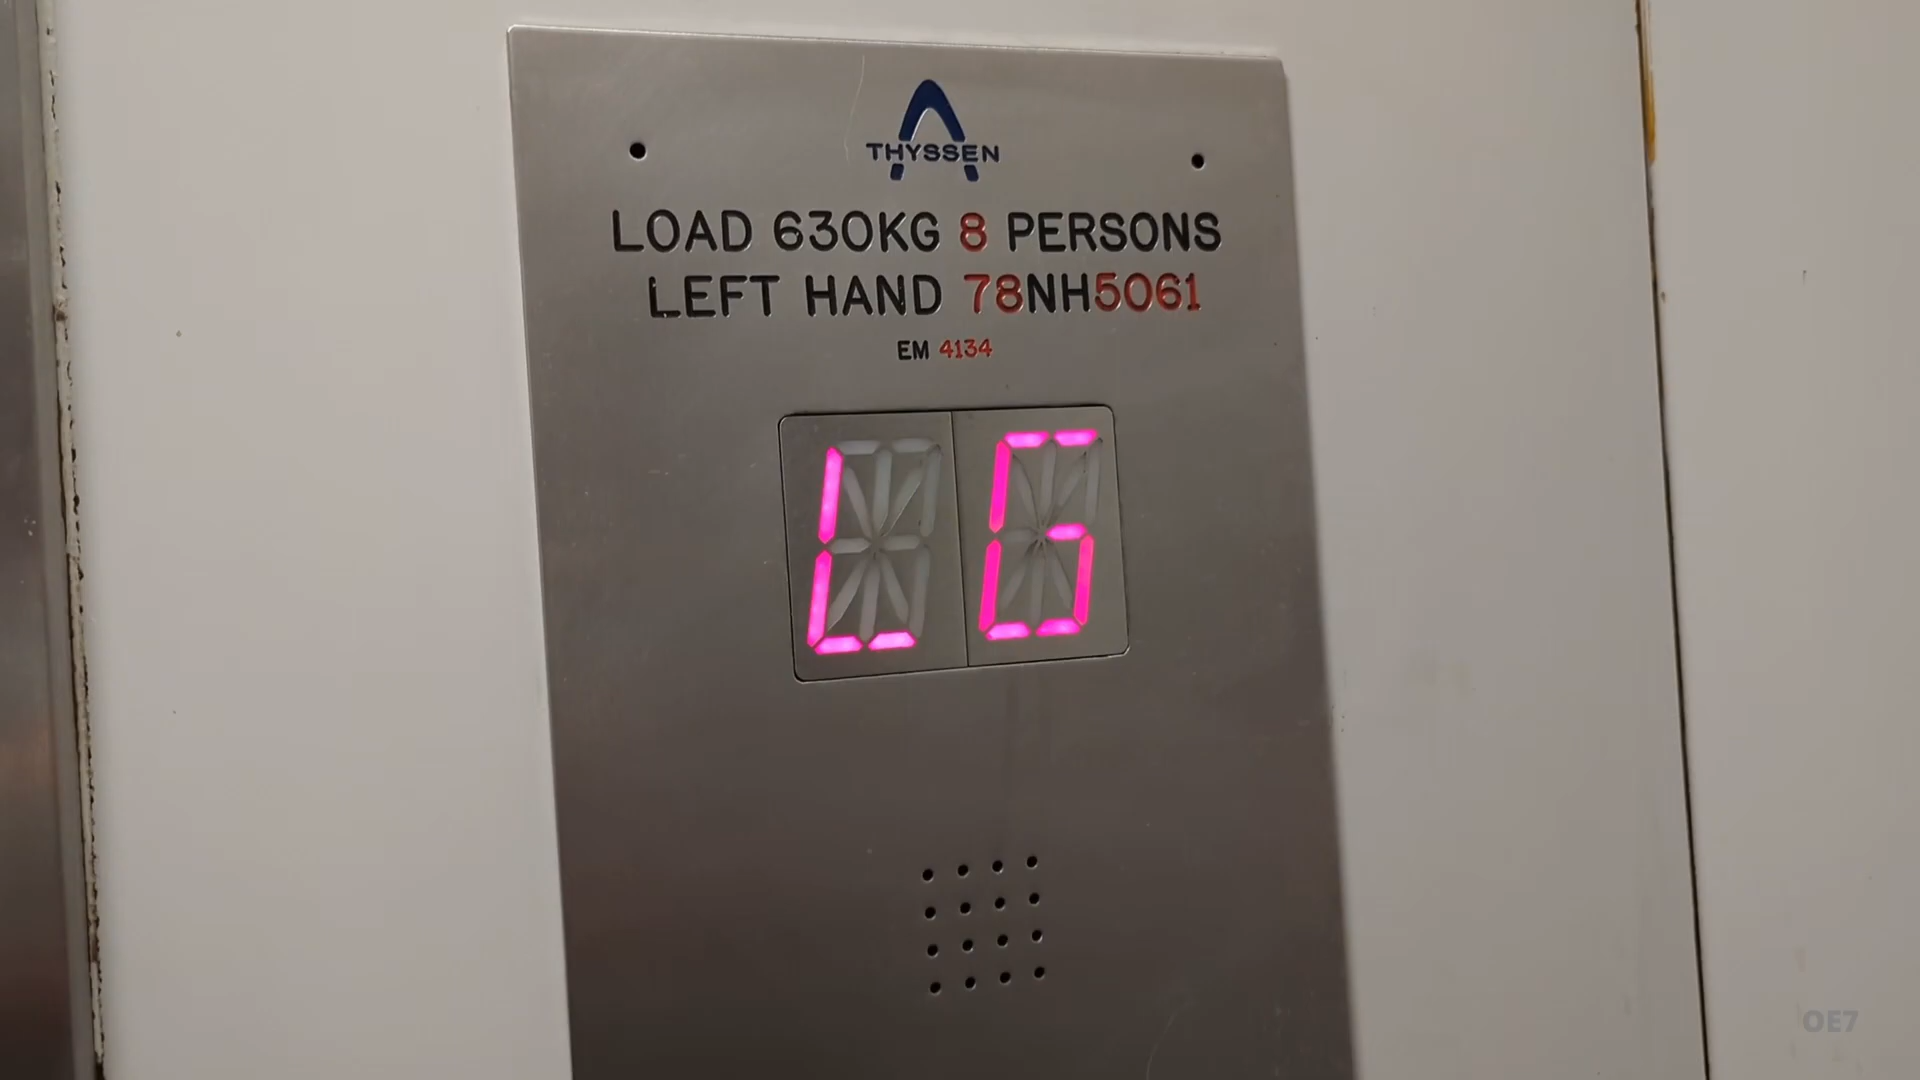 THYSSEN
LOAD 630KG 8 PERSONS
LEFT HAND 78NH5061
EM 4134
LG
OE7